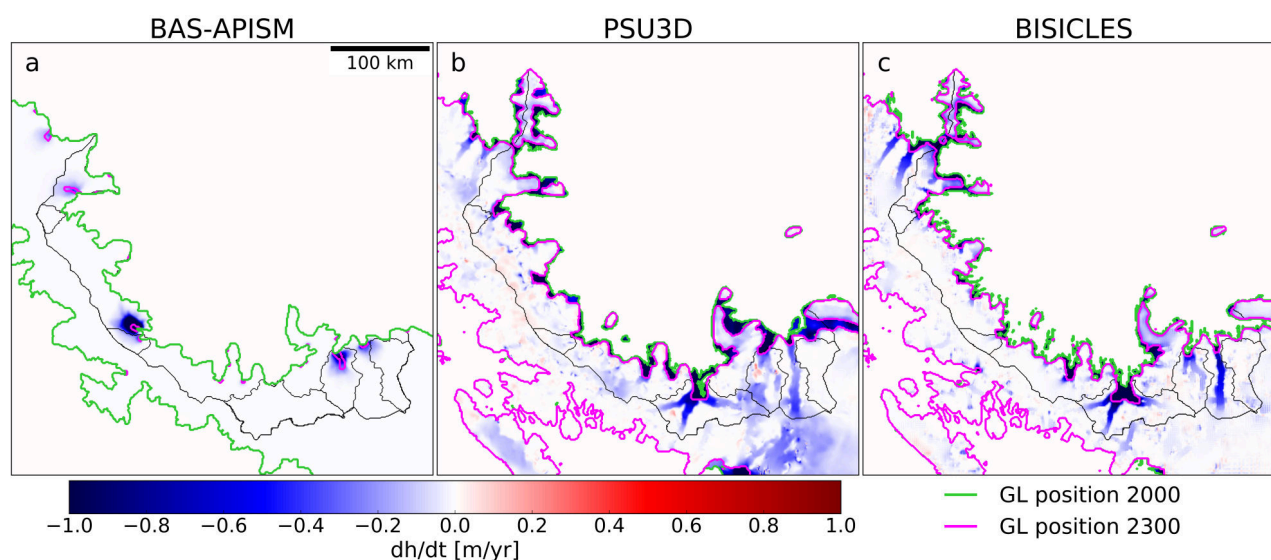 BAS-APISM
PSU3D
BISICLES
a
100 km
b
c
−1.0
−0.8
−0.6
−0.4
−0.2
0.0
0.2
0.4
0.6
0.8
1.0
dh/dt [m/yr]
GL position 2000
GL position 2300